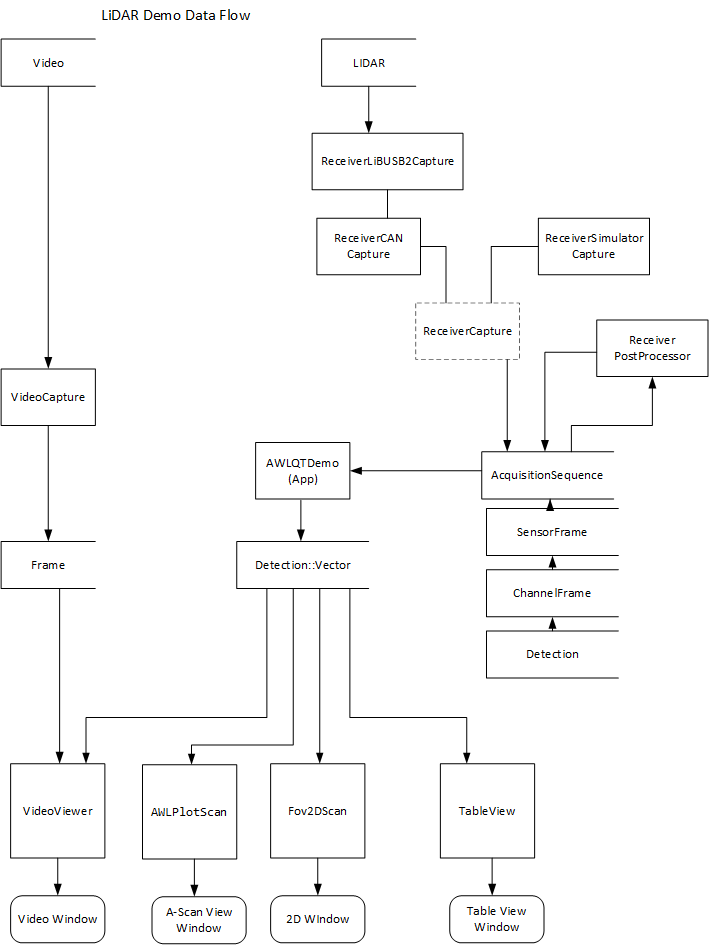 LiDAR Demo Data Flow
Video
LIDAR
ReceiverLiBUSB2Capture
ReceiverCAN
Capture
ReceiverSimulator
Capture
ReceiverCapture
Receiver
PostProcessor
VideoCapture
AWLQTDemo
(App)
AcquisitionSequence
SensorFrame
Frame
Detection::Vector
ChannelFrame
Detection
VideoViewer
AWLPlotScan
Fov2DScan
TableView
Video Window
A-Scan View
Window
2D WIndow
Table View
Window